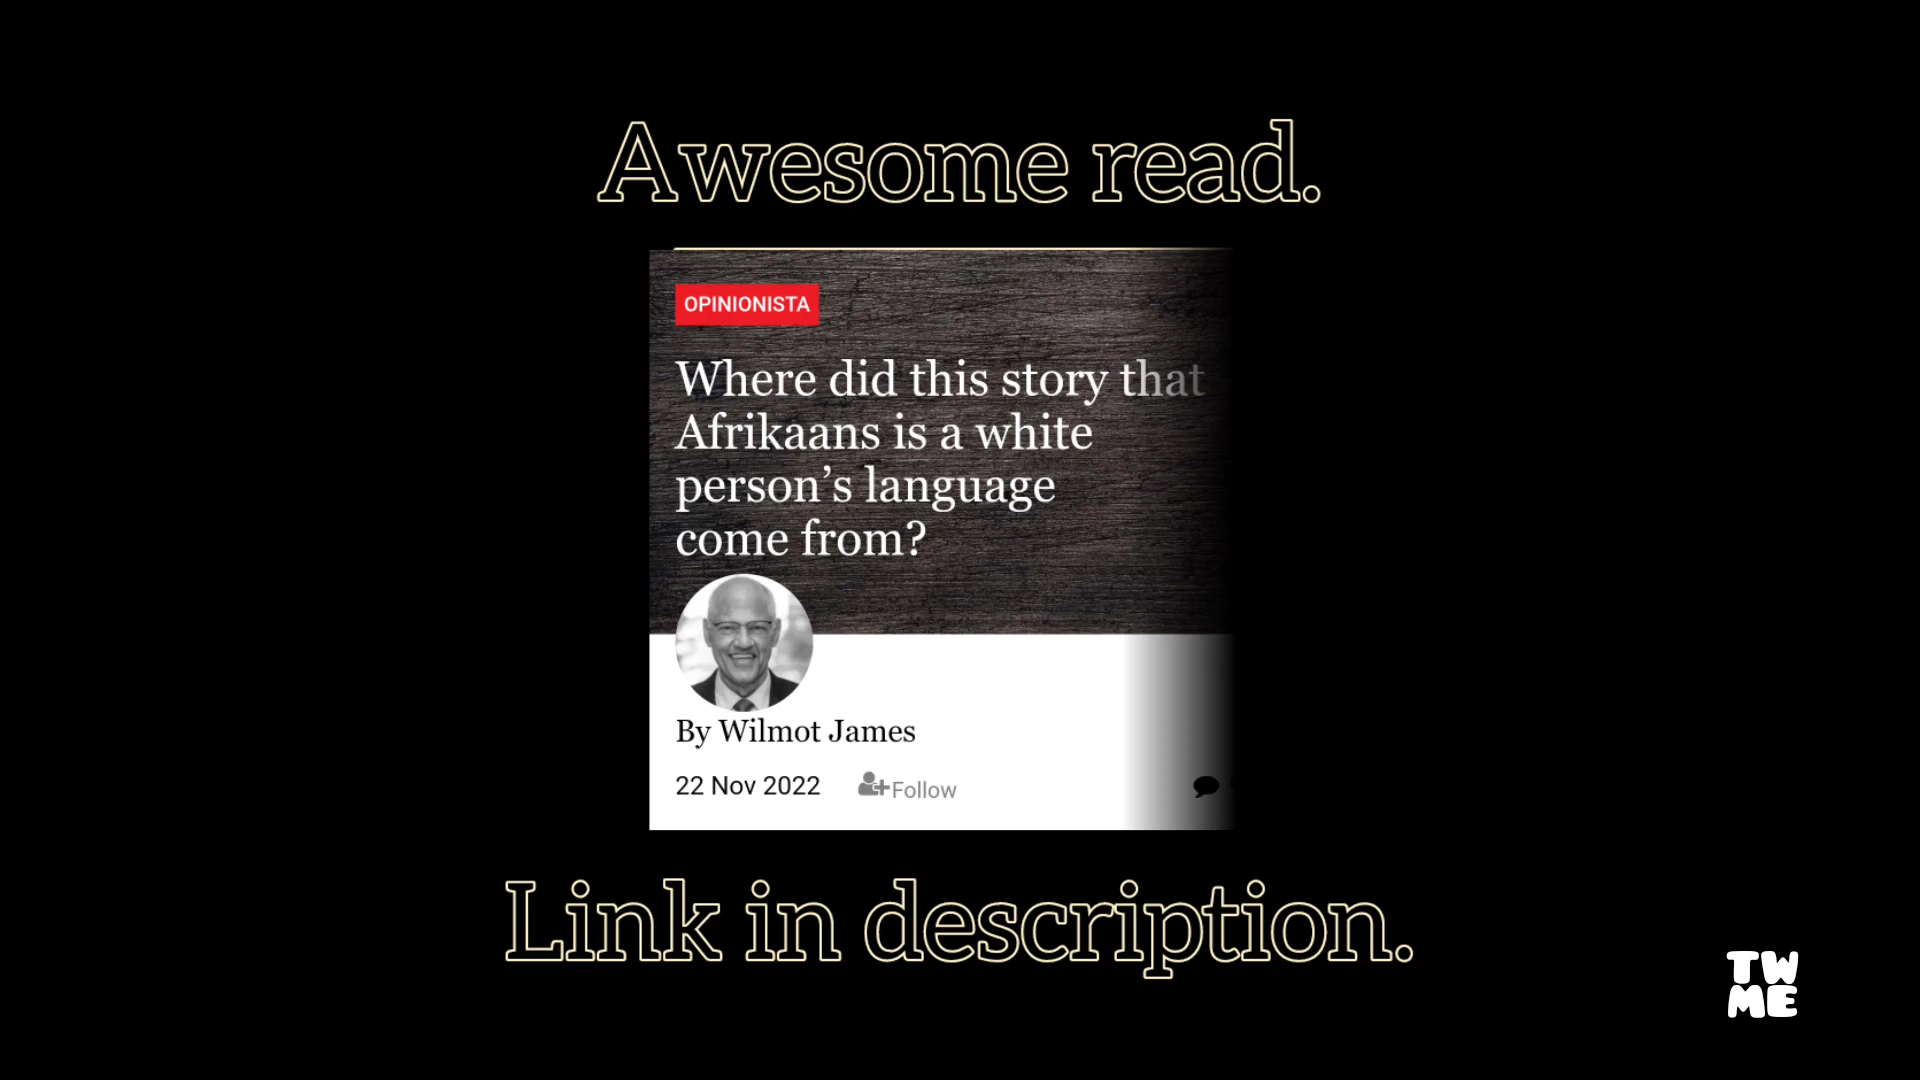 Awesome read.
OPINIONISTA
Where did this story that
Afrikaans is a white
person’s language
come from?
By Wilmot James
22 Nov 2022 Follow
Link in description.
TW
ME